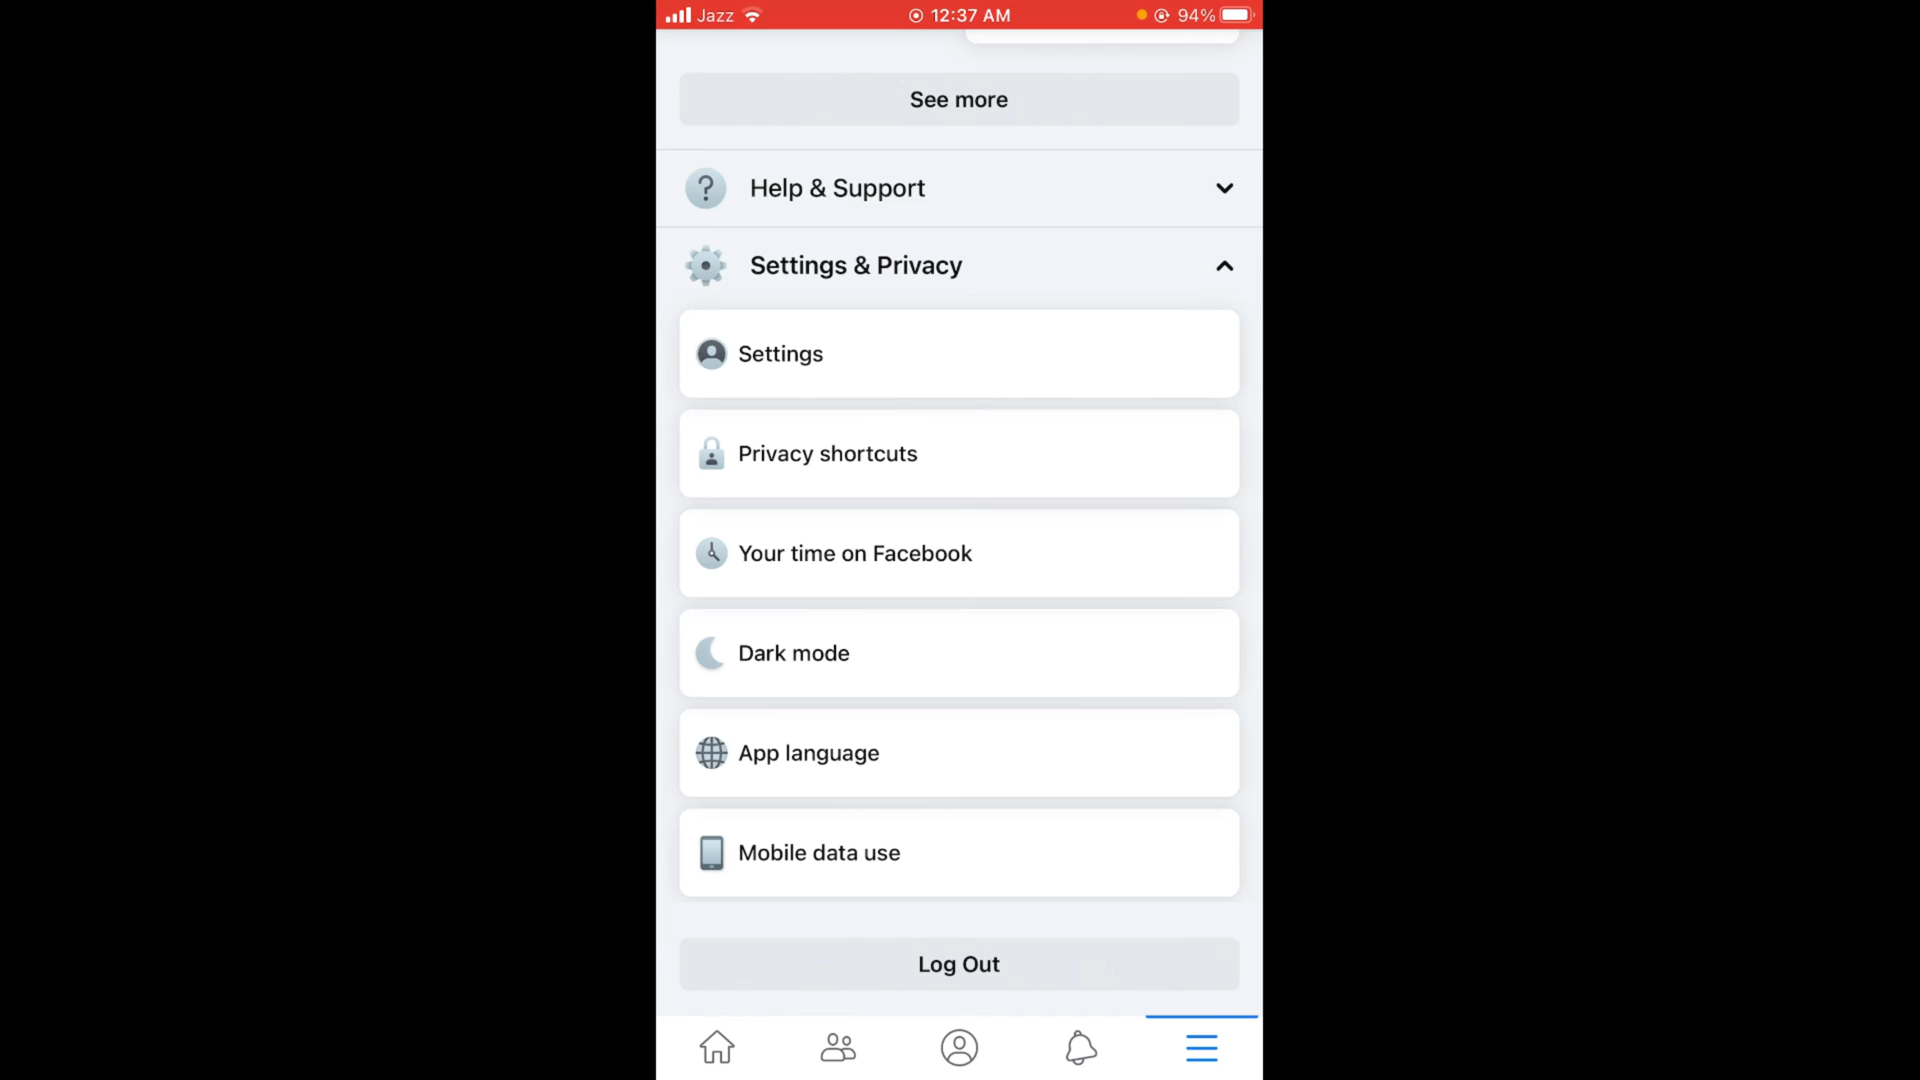 Jazz 12:37 AM 94%
See more
Help & Support
Settings & Privacy
Settings
Privacy shortcuts
Your time on Facebook
Dark mode
App language
Mobile data use
Log Out